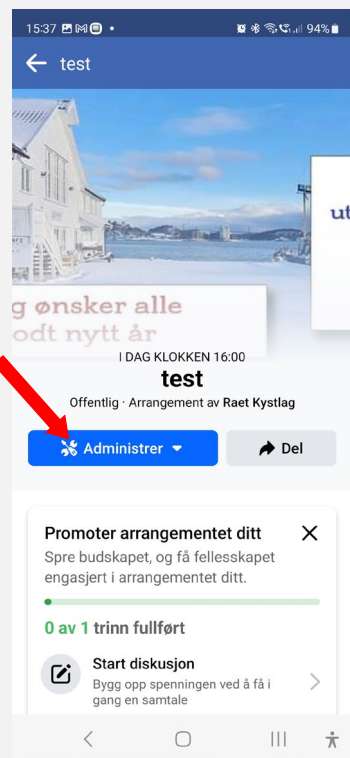 15:37
94%
test
ut
g ønsker alle
odt nytt år
I DAG KLOKKEN 16:00
test
Offentlig · Arrangement av Raet Kystlag
Administrer
Del
Promoter arrangementet ditt
Spre budskapet, og få fellesskapet
engasjert i arrangementet ditt.
0 av 1 trinn fullført
Start diskusjon
Bygg opp spenningen ved å få i
gang en samtale